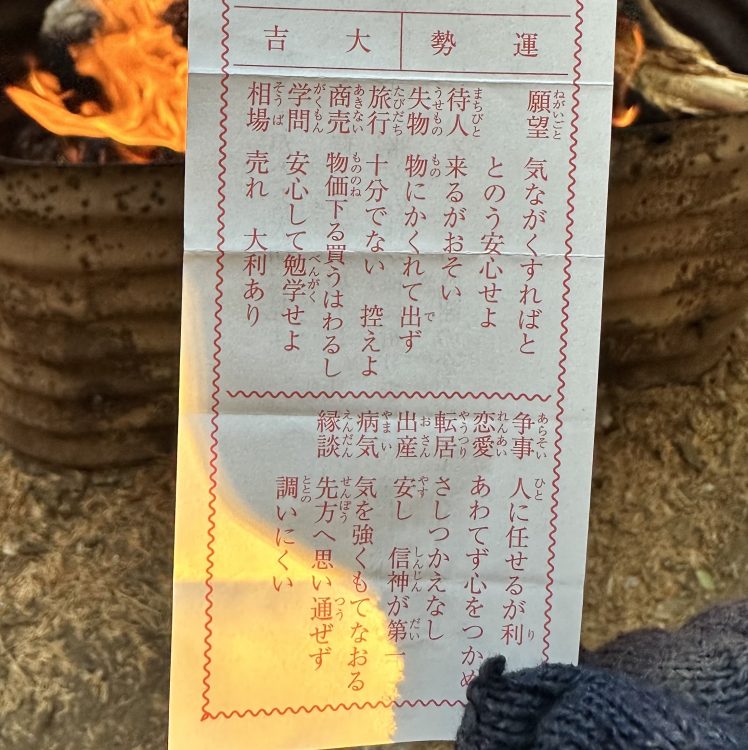 運勢 大吉
願望 気ながくすればと
とのう安心せよ
待人 来るがおそい
失物 物にかくれて出ず
旅行 十分でない 控えよ
商売 物価下る買うはわるし
学問 安心して勉学せよ
相場 売れ 大利あり
争事 人に任せるが利
恋愛 あわてず心をつかめ
転居 さしつかえなし
出産 安し 信神が第一
病気 気を強くもてなおる
縁談 先方へ思い通ぜず
調いにくい